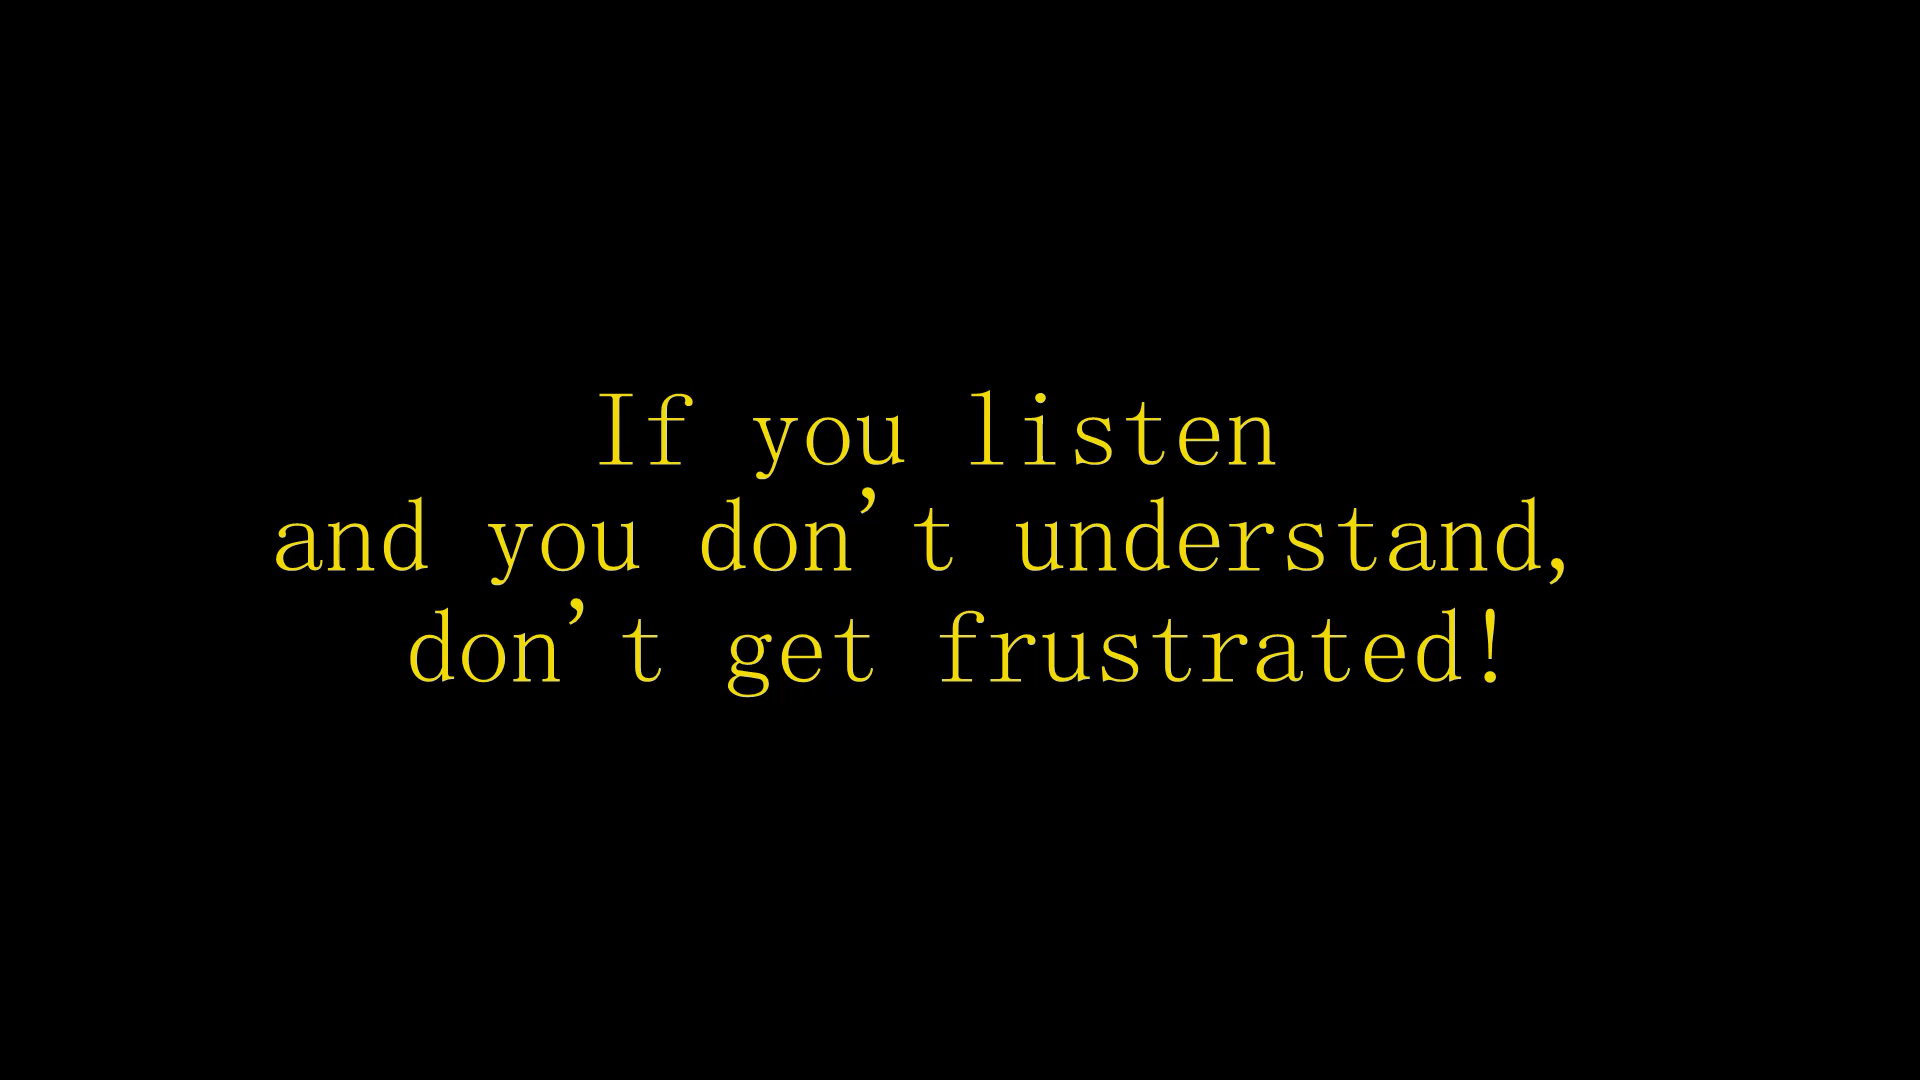 If you listen
and you don't understand,
don't get frustrated!